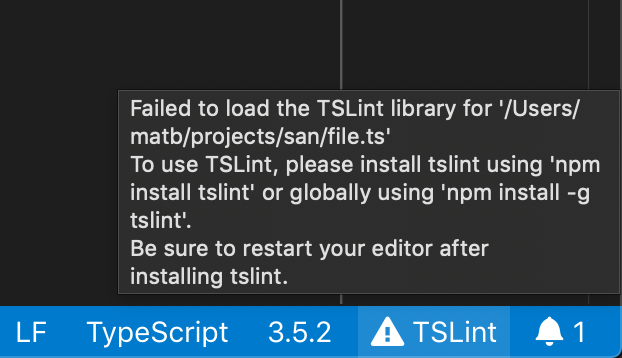 Failed to load the TSLint library for '/Users/
matb/projects/san/file.ts'
To use TSLint, please install tslint using 'npm
install tslint' or globally using 'npm install -g
tslint'.
Be sure to restart your editor after
installing tslint.
LF TypeScript 3.5.2 TSLint 1